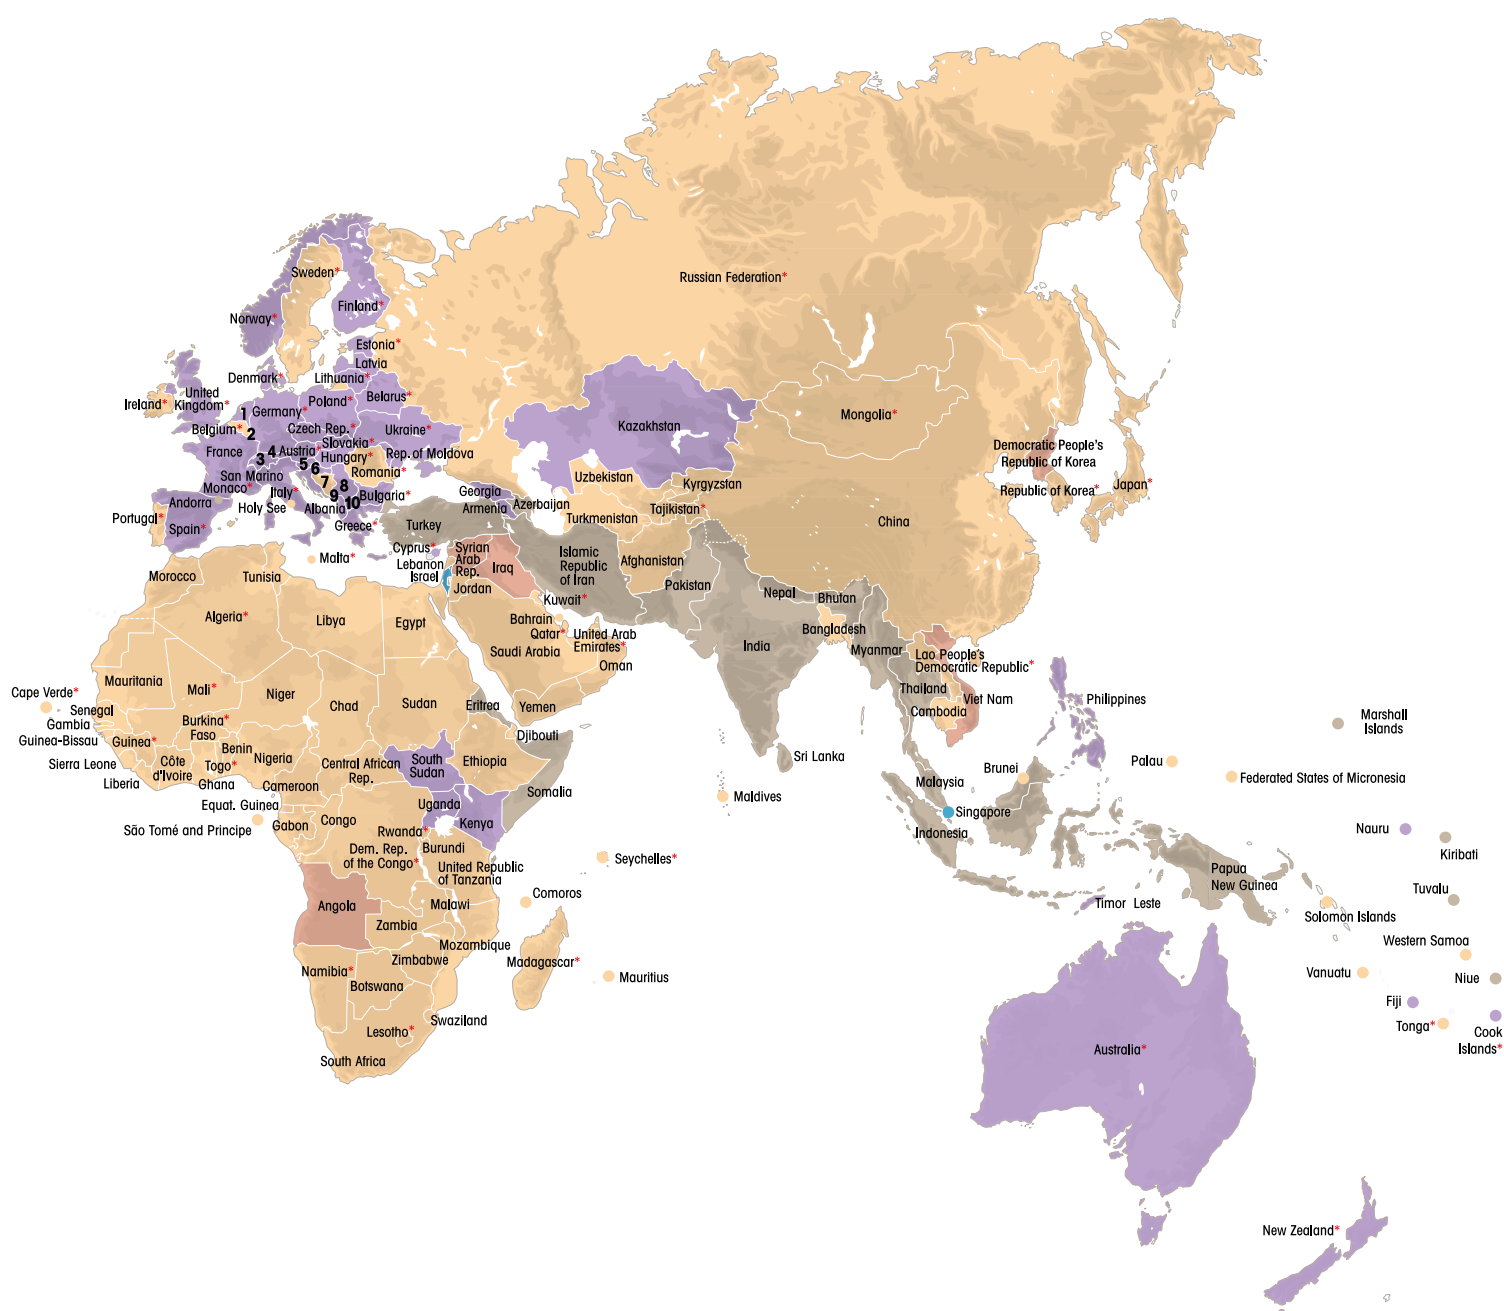 Russian Federation*
Sweden*
Finland*
Norway*
Estonia*
Latvia
Denmark*
Lithuania*
Belarus*
United
Kingdom*
Ireland*
1
Germany*
Poland*
Belgium*
2
Czech Rep.*
Ukraine*
Slovakia*
France
3
4
Austria*
Hungary*
Rep. of Moldova
5
6
Romania*
San Marino
Monaco*
7
8
Italy*
9
10
Bulgaria*
Andorra
Holy See
Albania
Portugal*
Spain*
Greece*
Malta*
Cyprus*
Kazakhstan
Mongolia*
Democratic People's
Republic of Korea
Republic of Korea*
Japan*
Uzbekistan
Kyrgyzstan
Georgia
Armenia
Azerbaijan
Turkmenistan
Tajikistan*
China
Turkey
Syrian
Arab
Rep.
Iraq
Islamic
Republic
of Iran
Afghanistan
Lebanon
Israel
Jordan
Pakistan
Kuwait*
Nepal
Bhutan
Bahrain
Qatar*
United Arab
Emirates*
Saudi Arabia
Oman
Yemen
India
Bangladesh
Myanmar
Lao People's
Democratic Republic*
Thailand
Viet Nam
Cambodia
Philippines
Sri Lanka
Maldives
Malaysia
Brunei
Singapore
Indonesia
Morocco
Tunisia
Algeria*
Libya
Egypt
Mauritania
Mali*
Niger
Chad
Sudan
Eritrea
Cape Verde*
Senegal
Gambia
Guinea-Bissau
Guinea*
Burkina*
Faso
Sierra Leone
Liberia
Côte
d'Ivoire
Benin
Togo*
Ghana
Nigeria
Cameroon
Central African
Rep.
South
Sudan
Ethiopia
Djibouti
Somalia
Equat. Guinea
São Tomé and Principe
Gabon
Congo
Uganda
Kenya
Rwanda*
Burundi
Dem. Rep.
of the Congo*
United Republic
of Tanzania
Seychelles*
Comoros
Angola
Malawi
Zambia
Mozambique
Zimbabwe
Madagascar*
Mauritius
Namibia*
Botswana
Swaziland
Lesotho*
South Africa
Marshall
Islands
Palau
Federated States of Micronesia
Nauru
Kiribati
Papua
New Guinea
Tuvalu
Timor Leste
Solomon Islands
Western Samoa
Vanuatu
Niue
Fiji
Tonga*
Cook
Islands*
Australia*
New Zealand*